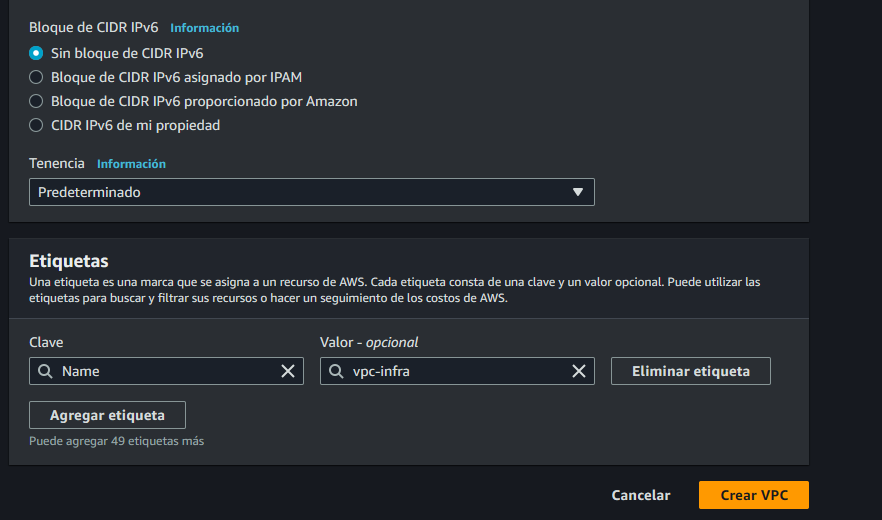 Bloque de CIDR IPv6 Información
Sin bloque de CIDR IPv6
Bloque de CIDR IPv6 asignado por IPAM
Bloque de CIDR IPv6 proporcionado por Amazon
CIDR IPv6 de mi propiedad
Tenencia Información
Predeterminado
Etiquetas
Una etiqueta es una marca que se asigna a un recurso de AWS. Cada etiqueta consta de una clave y un valor opcional. Puede utilizar las
etiquetas para buscar y filtrar sus recursos o hacer un seguimiento de los costos de AWS.
Clave Valor - opcional
Name vpc-infra Eliminar etiqueta
Agregar etiqueta
Puede agregar 49 etiquetas más
Cancelar Crear VPC